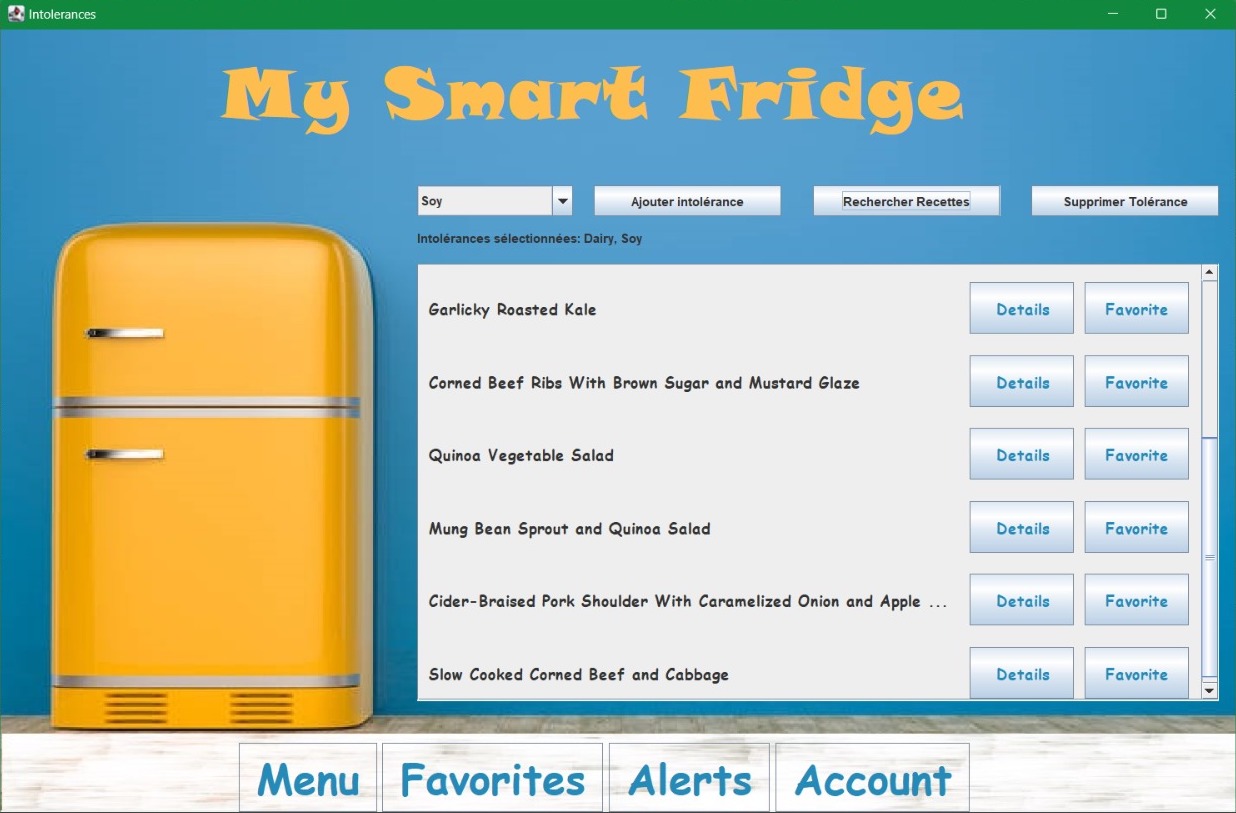 Intolerances
My Smart Fridge
Soy
Ajouter intolérance
Rechercher Recettes
Supprimer Tolérance
Intolérances sélectionnées: Dairy, Soy
Garlicky Roasted Kale Details Favorite
Corned Beef Ribs With Brown Sugar and Mustard Glaze Details Favorite
Quinoa Vegetable Salad Details Favorite
Mung Bean Sprout and Quinoa Salad Details Favorite
Cider-Braised Pork Shoulder With Caramelized Onion and Apple ... Details Favorite
Slow Cooked Corned Beef and Cabbage Details Favorite
Menu Favorites Alerts Account